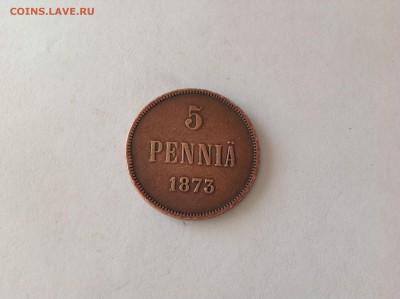 COINS.LAVE.RU
5
PENNIÄ
1873